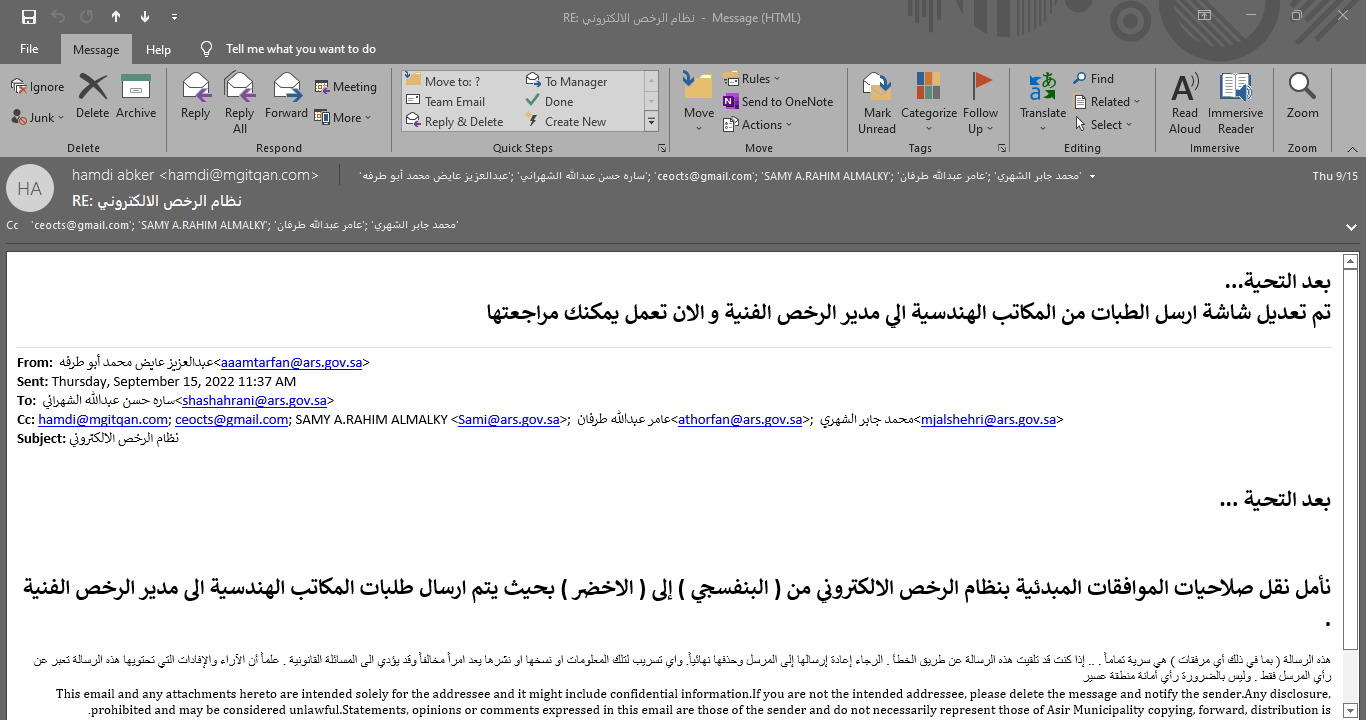 RE: نظام الرخص الالكتروني - Message (HTML)
File Message Help Tell me what you want to do
Ignore
Junk
Delete
Archive
Delete
Reply
Reply All
Forward
Meeting
More
Respond
Move to: ?
Team Email
Reply & Delete
To Manager
Done
Create New
Quick Steps
Move
Rules
Send to OneNote
Actions
Move
Mark Unread
Categorize
Follow Up
Tags
Translate
Find
Related
Select
Editing
Read Aloud
Immersive Reader
Immersive
Zoom
Zoom
HA
hamdi abker <hamdi@mgitqan.com>
'عبدالعزيز عايض محمد أبو طرفه'; 'ساره حسن عبدالله الشهراني'; 'ceocts@gmail.com'; 'SAMY A.RAHIM ALMALKY'; 'عامر عبدالله طرفان'; 'محمد جابر الشهري'
Thu 9/15
RE: نظام الرخص الالكتروني
Cc 'ceocts@gmail.com'; 'SAMY A.RAHIM ALMALKY'; 'عامر عبدالله طرفان'; 'محمد جابر الشهري'
بعد التحية...
تم تعديل شاشة ارسل الطبات من المكاتب الهندسية الي مدير الرخص الفنية و الان تعمل يمكنك مراجعتها
From: عبدالعزيز عايض محمد أبو طرفه <aaamtarfan@ars.gov.sa>
Sent: Thursday, September 15, 2022 11:37 AM
To: ساره حسن عبدالله الشهراني <shashahrani@ars.gov.sa>
Cc: hamdi@mgitqan.com; ceocts@gmail.com; SAMY A.RAHIM ALMALKY <Sami@ars.gov.sa>; عامر عبدالله طرفان <athorfan@ars.gov.sa>; محمد جابر الشهري <mjalshehri@ars.gov.sa>
Subject: نظام الرخص الالكتروني
بعد التحية ...
نأمل نقل صلاحيات الموافقات المبدئية بنظام الرخص الالكتروني من ( البنفسجي ) إلى ( الاخضر ) بحيث يتم ارسال طلبات المكاتب الهندسية الى مدير الرخص الفنية
.
هذه الرسالة ( بما في ذلك أي مرفقات ) هي سرية تماماً . .. إذا كنت قد تلقيت هذه الرسالة عن طريق الخطأ . الرجاء إعادة إرسالها إلى المرسل وحذفها نهائياً. واي تسريب لتلك المعلومات او نسخها او نشرها يعد امراً مخالفاً وقد يؤدي الى المسائلة القانونية . علماً أن الآراء والإفادات التي تحتويها هذه الرسالة تعبر عن
رأي المرسل فقط . وليس بالضرورة رأي أمانة منطقة عسير
This email and any attachments hereto are intended solely for the addressee and it might include confidential information.If you are not the intended addressee, please delete the message and notify the sender.Any disclosure,
.prohibited and may be considered unlawful.Statements, opinions or comments expressed in this email are those of the sender and do not necessarily represent those of Asir Municipality copying, forward, distribution is